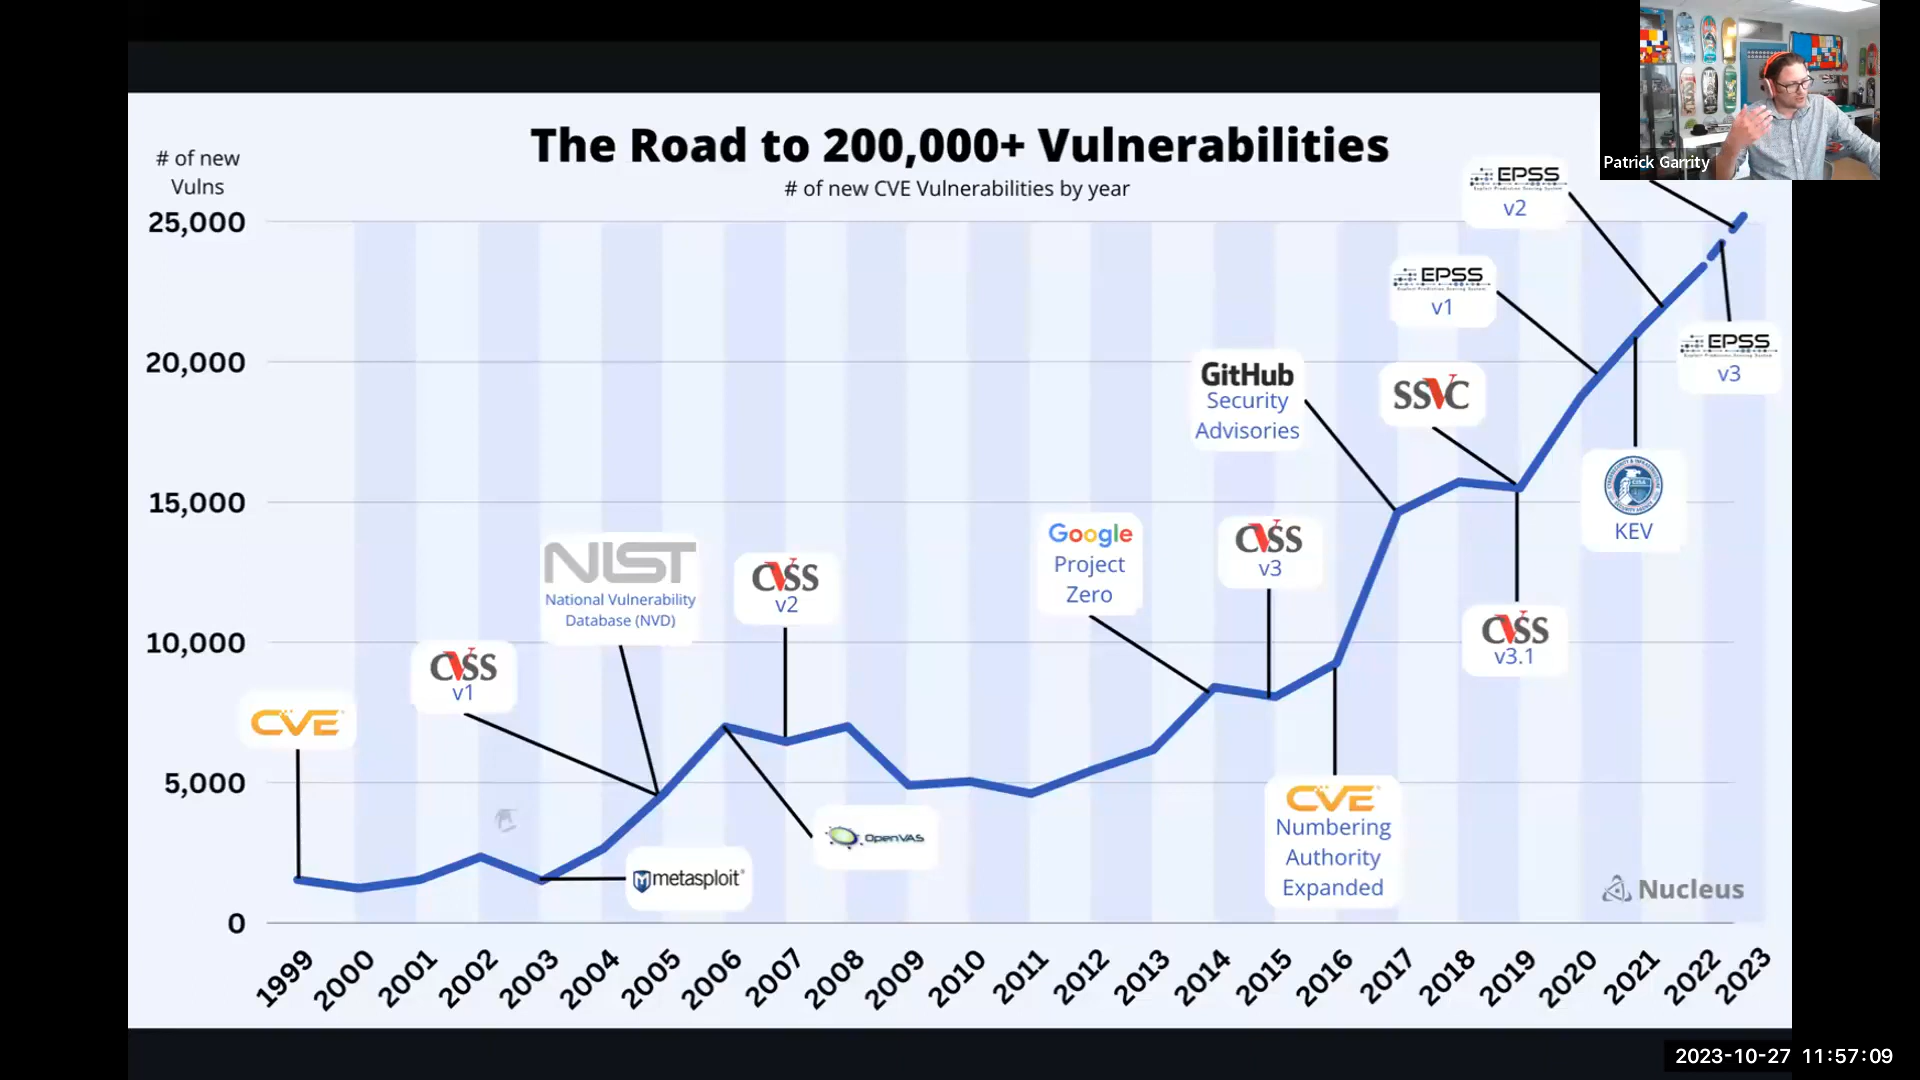 The Road to 200,000+ Vulnerabilities
# of new CVE Vulnerabilities by year
# of new
Vulns
25,000
20,000
15,000
10,000
5,000
0
CVE
CVSS
v1
NIST
National Vulnerability
Database (NVD)
metasploit®
CVSS
v2
OpenVAS
Google
Project
Zero
CVSS
v3
GitHub
Security
Advisories
CVE
Numbering
Authority
Expanded
SSVC
CVSS
v3.1
EPSS
v1
KEV
EPSS
v2
EPSS
v3
Nucleus
1999
2000
2001
2002
2003
2004
2005
2006
2007
2008
2009
2010
2011
2012
2013
2014
2015
2016
2017
2018
2019
2020
2021
2022
2023
Patrick Garrity
2023-10-27 11:57:09